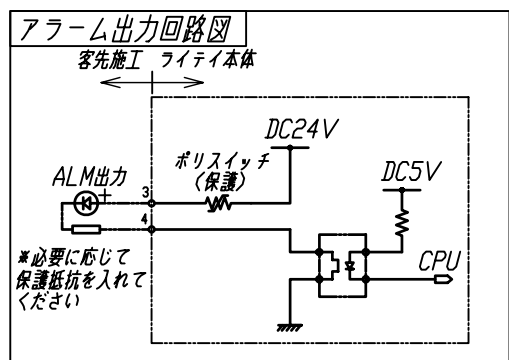 アラーム出力回路図
客先施工 ライテイ本体
DC24V
ポリスイッチ
(保護)
DC5V
ALM出力
+
3
4
CPU
※必要に応じて
保護抵抗を入れて
ください